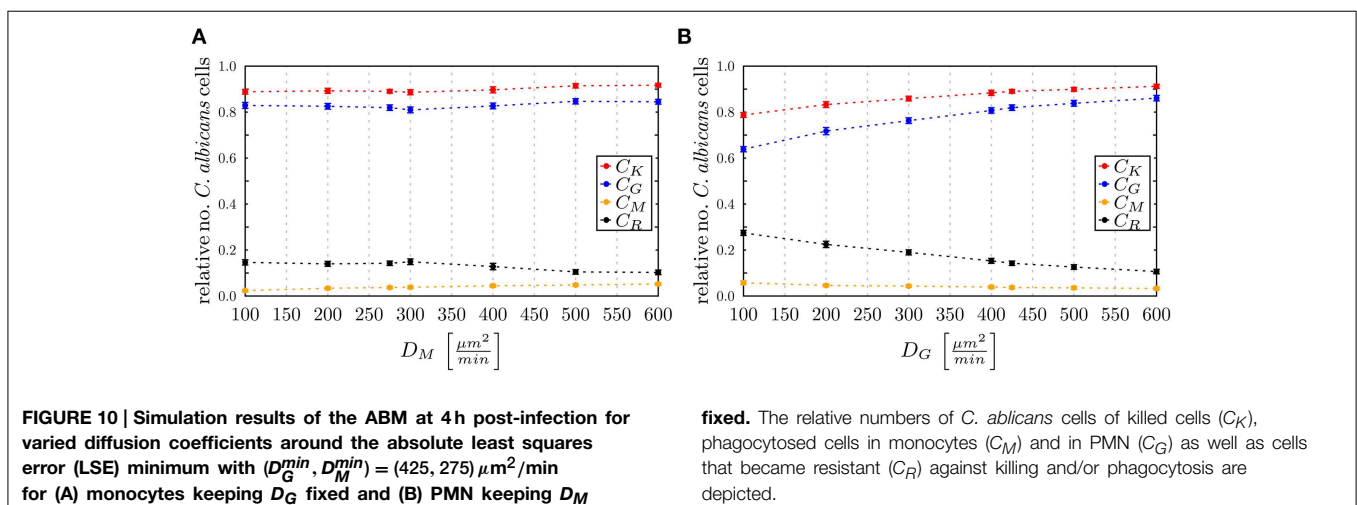 A
B
relative no. C. albicans cells
1.0
0.8
0.6
0.4
0.2
0.0
C_K
C_G
C_M
C_R
100 150 200 250 300 350 400 450 500 550 600
D_M [μm²/min]
relative no. C. albicans cells
1.0
0.8
0.6
0.4
0.2
0.0
C_K
C_G
C_M
C_R
100 150 200 250 300 350 400 450 500 550 600
D_G [μm²/min]
FIGURE 10 | Simulation results of the ABM at 4 h post-infection for
varied diffusion coefficients around the absolute least squares
error (LSE) minimum with (D_G^min, D_M^min) = (425, 275) μm²/min
for (A) monocytes keeping D_G fixed and (B) PMN keeping D_M
fixed. The relative numbers of C. ablicans cells of killed cells (C_K),
phagocytosed cells in monocytes (C_M) and in PMN (C_G) as well as cells
that became resistant (C_R) against killing and/or phagocytosis are
depicted.